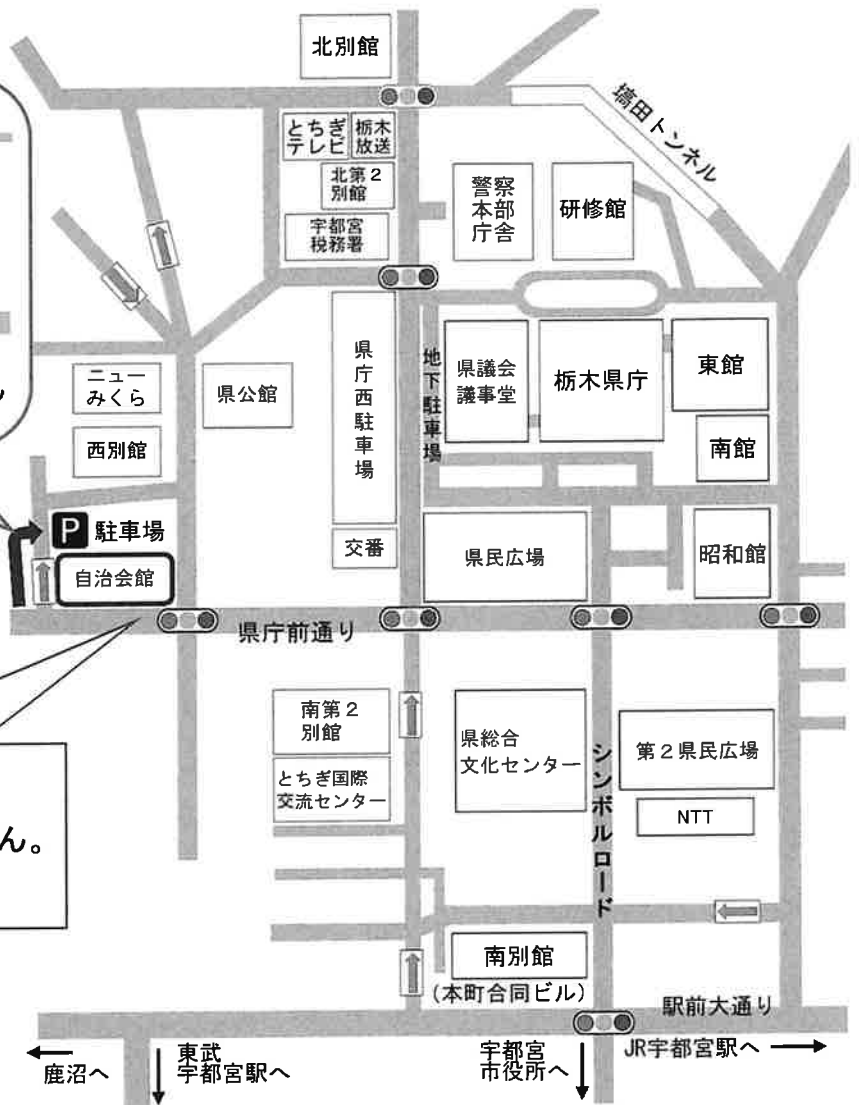 北別館
塙田トンネル
とちぎ
テレビ
栃木
放送
北第2
別館
宇都宮
税務署
警察
本部
庁舎
研修館
県庁西駐車場
地下駐車場
県議会
議事堂
栃木県庁
東館
南館
ニュー
みくら
県公館
西別館
P 駐車場
自治会館
交番
県民広場
昭和館
県庁前通り
南第2
別館
とちぎ国際
交流センター
県総合
文化センター
シンボルロード
第2県民広場
NTT
ん。
南別館
(本町合同ビル)
駅前大通り
鹿沼へ
東武
宇都宮駅へ
宇都宮
市役所へ
JR宇都宮駅へ